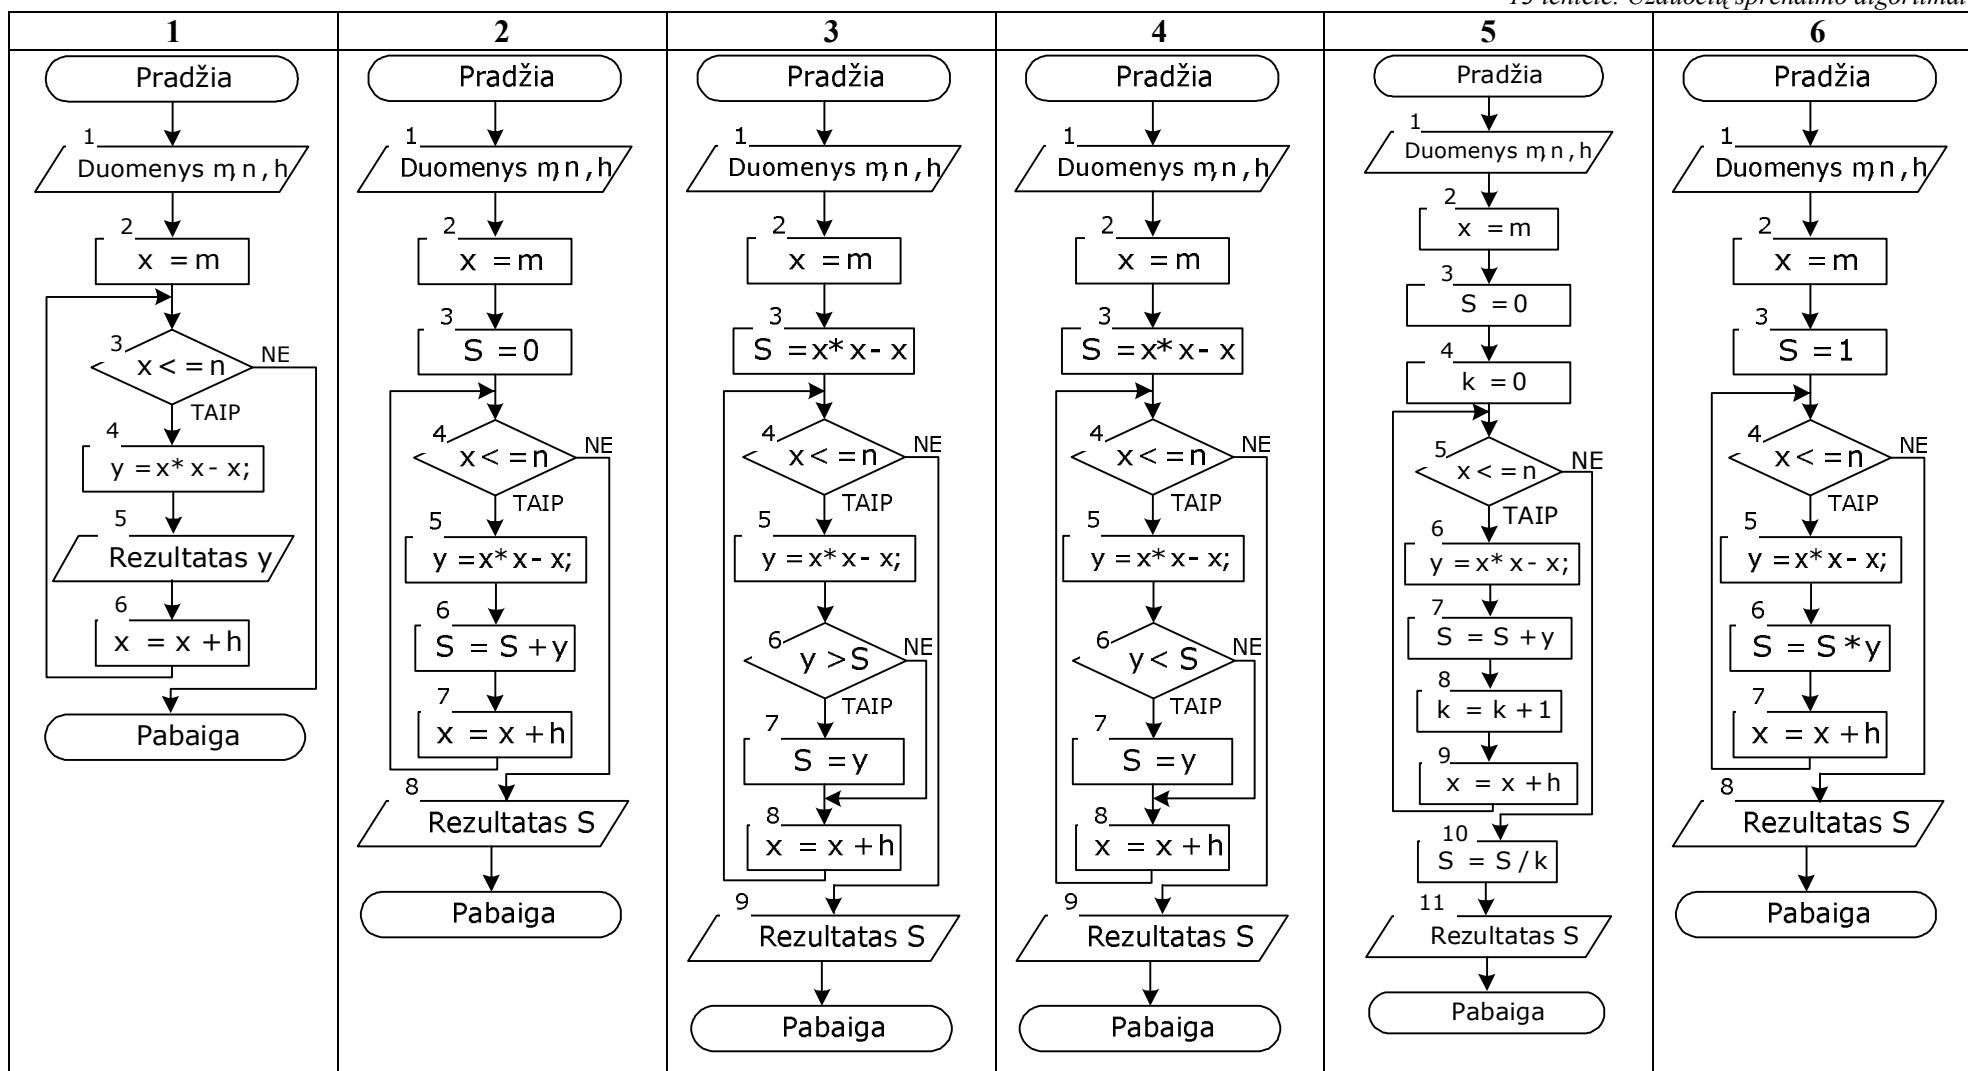 1
2
3
4
5
6
Pradžia
1
Duomenys m,n,h
2
x = m
3
x<=n
NE
TAIP
4
y=x*x-x;
5
Rezultatas y
6
x = x+h
Pabaiga
Pradžia
1
Duomenys m,n,h
2
x = m
3
S = 0
4
x<=n
NE
TAIP
5
y=x*x-x;
6
S = S+y
7
x = x+h
8
Rezultatas S
Pabaiga
Pradžia
1
Duomenys m,n,h
2
x = m
3
S = x*x-x
4
x<=n
NE
TAIP
5
y=x*x-x;
6
y>S
NE
TAIP
7
S = y
8
x = x+h
9
Rezultatas S
Pabaiga
Pradžia
1
Duomenys m,n,h
2
x = m
3
S = x*x-x
4
x<=n
NE
TAIP
5
y=x*x-x;
6
y<S
NE
TAIP
7
S = y
8
x = x+h
9
Rezultatas S
Pabaiga
Pradžia
1
Duomenys m,n,h
2
x = m
3
S = 0
4
k = 0
5
x<=n
NE
TAIP
6
y=x*x-x;
7
S = S+y
8
k = k+1
9
x = x+h
10
S = S/k
11
Rezultatas S
Pabaiga
Pradžia
1
Duomenys m,n,h
2
x = m
3
S = 1
4
x<=n
NE
TAIP
5
y=x*x-x;
6
S = S*y
7
x = x+h
8
Rezultatas S
Pabaiga